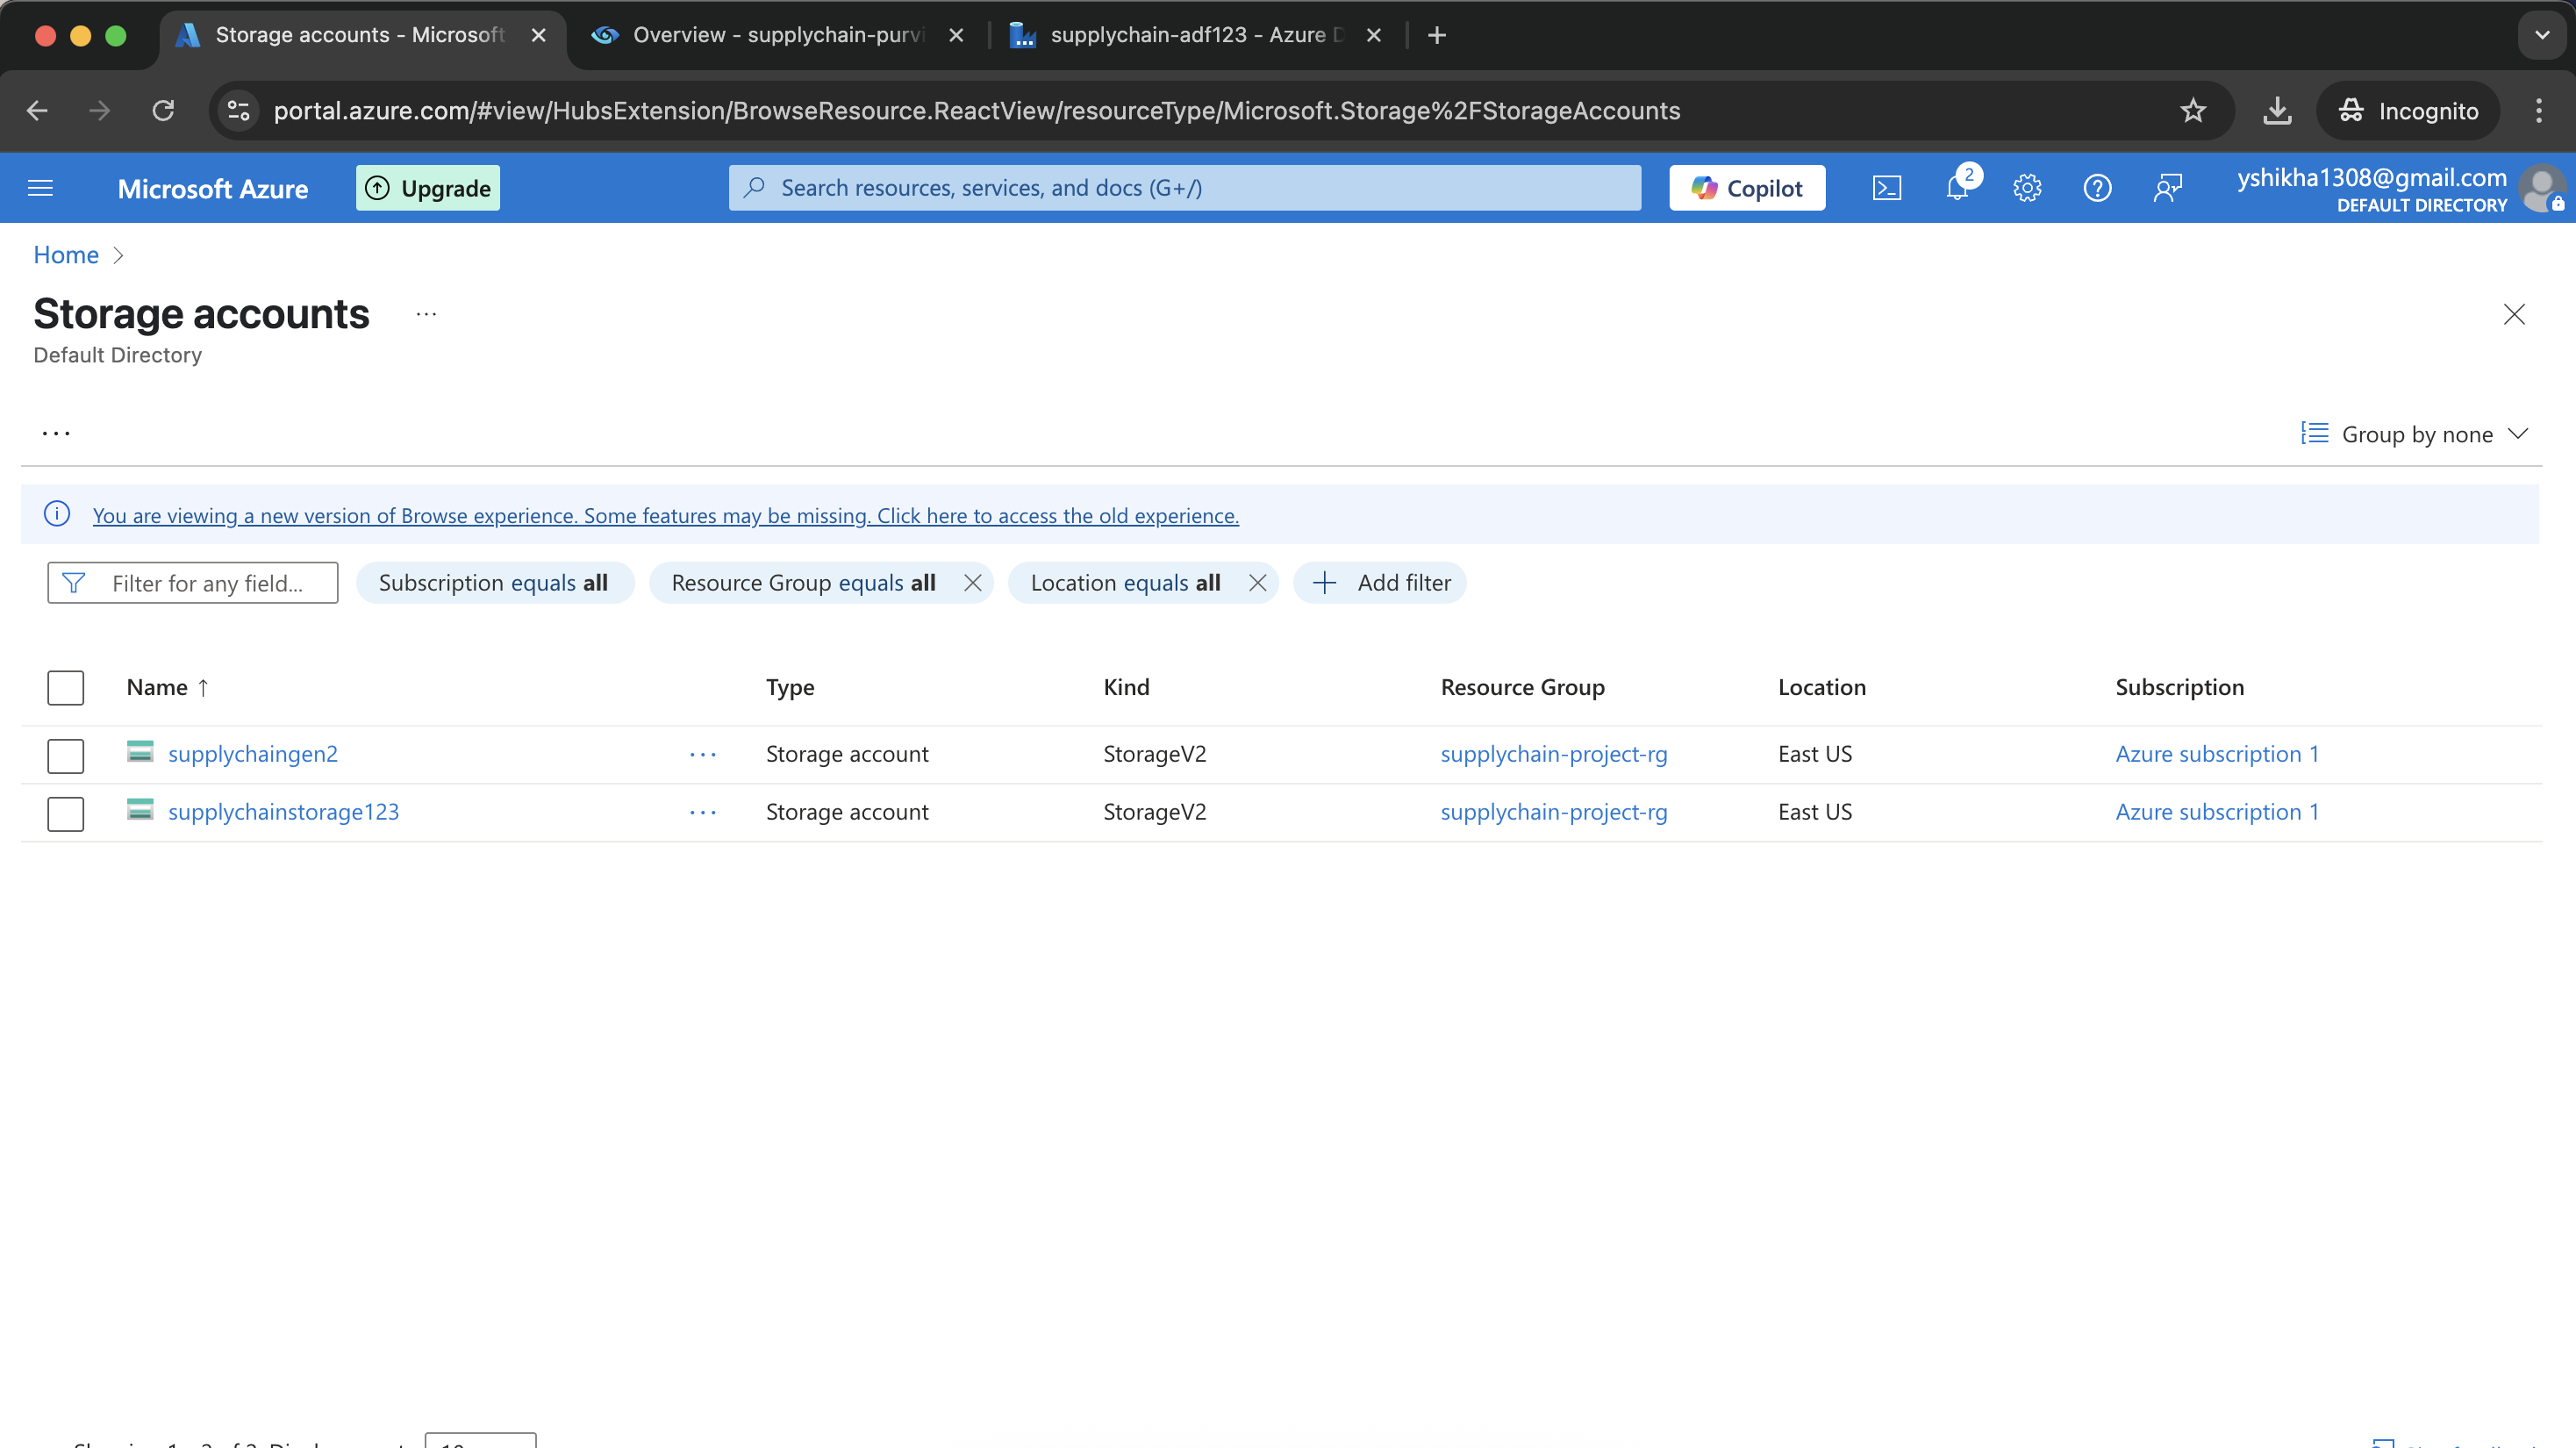 Storage accounts - Microsoft
Overview - supplychain-purvi
supplychain-adf123 - Azure D
portal.azure.com/#view/HubsExtension/BrowseResource.ReactView/resourceType/Microsoft.Storage%2FStorageAccounts
Incognito
Microsoft Azure
Upgrade
Search resources, services, and docs (G+/)
Copilot
2
yshikha1308@gmail.com
DEFAULT DIRECTORY
Home
Storage accounts
Default Directory
Group by none
You are viewing a new version of Browse experience. Some features may be missing. Click here to access the old experience.
Filter for any field...
Subscription equals all
Resource Group equals all
Location equals all
Add filter
Name ↑ Type Kind Resource Group Location Subscription
supplychaingen2 Storage account StorageV2 supplychain-project-rg East US Azure subscription 1
supplychainstorage123 Storage account StorageV2 supplychain-project-rg East US Azure subscription 1